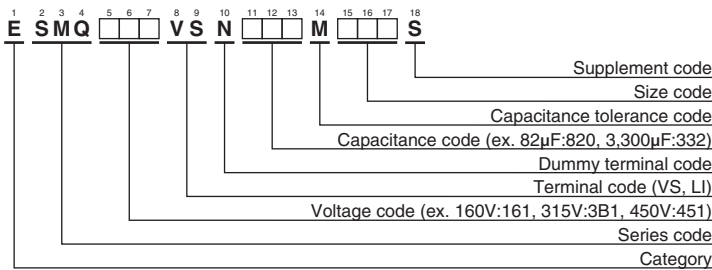 1 2 3 4 5 6 7 8 9 10 11 12 13 14 15 16 17 18
E SMQ □□□ VS N □□□ M □□□ S
Supplement code
Size code
Capacitance tolerance code
Capacitance code (ex. 82µF:820, 3,300µF:332)
Dummy terminal code
Terminal code (VS, LI)
Voltage code (ex. 160V:161, 315V:3B1, 450V:451)
Series code
Category